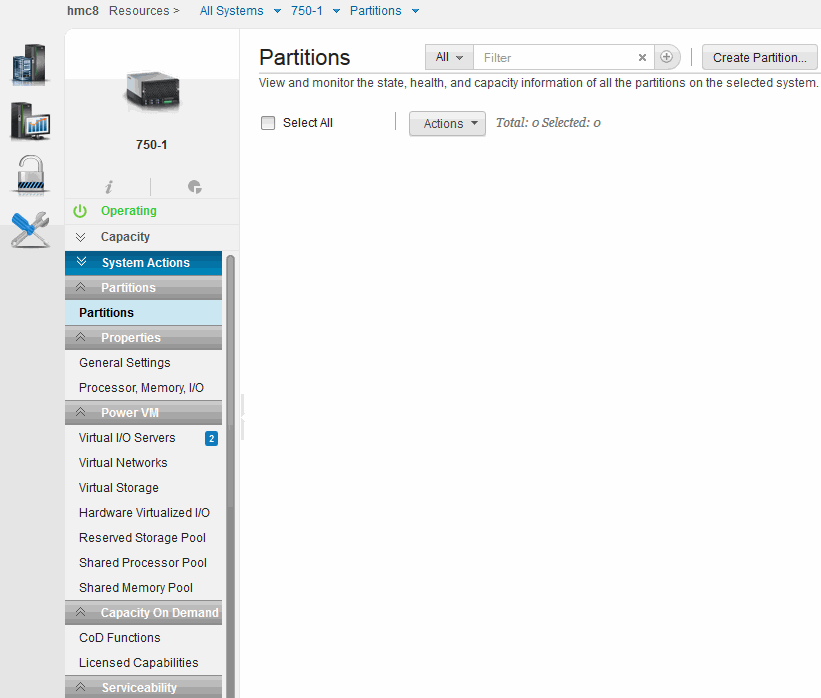 hmc8 Resources > All Systems 750-1 Partitions
Partitions
All Filter × Create Partition...
View and monitor the state, health, and capacity information of all the partitions on the selected system.
Select All Actions Total: 0 Selected: 0
750-1
i
Operating
Capacity
System Actions
Partitions
Partitions
Properties
General Settings
Processor, Memory, I/O
Power VM
Virtual I/O Servers 2
Virtual Networks
Virtual Storage
Hardware Virtualized I/O
Reserved Storage Pool
Shared Processor Pool
Shared Memory Pool
Capacity On Demand
CoD Functions
Licensed Capabilities
Serviceability